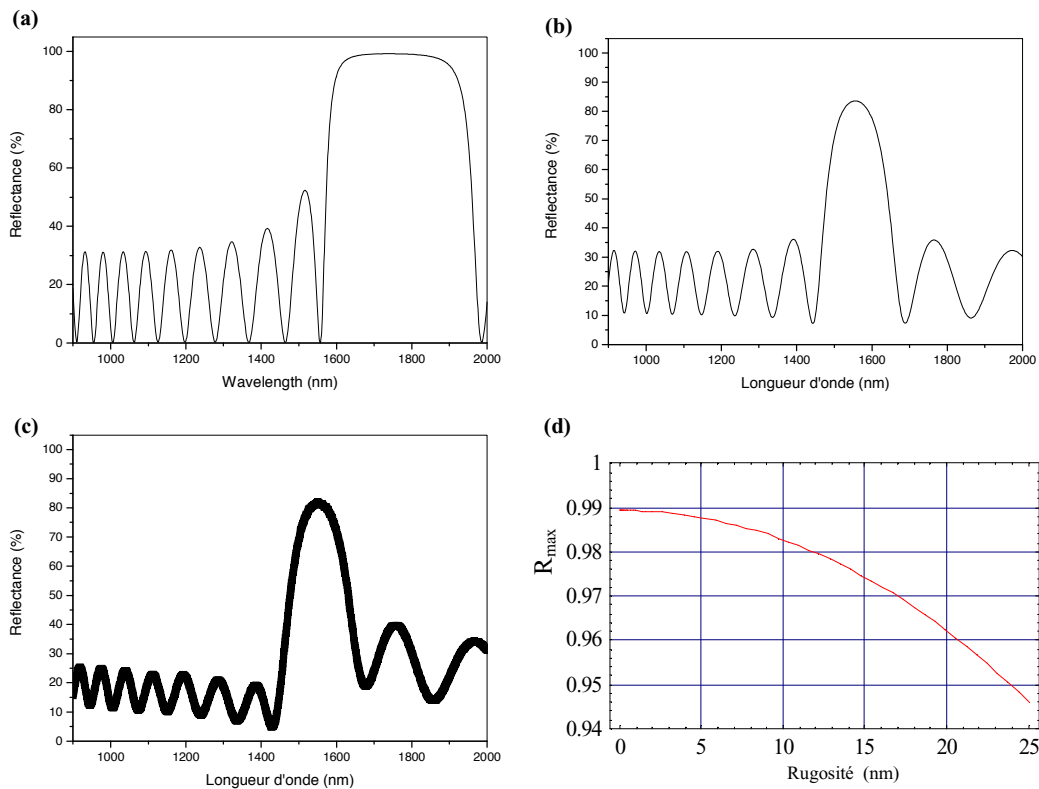 (a)
100
80
60
40
20
0
Reflectance (%)
1000 1200 1400 1600 1800 2000
Wavelength (nm)
(b)
100
90
80
70
60
50
40
30
20
10
0
Reflectance (%)
1000 1200 1400 1600 1800 2000
Longueur d'onde (nm)
(c)
100
90
80
70
60
50
40
30
20
10
0
Reflectance (%)
1000 1200 1400 1600 1800 2000
Longueur d'onde (nm)
(d)
1
0.99
0.98
0.97
0.96
0.95
0.94
Rmax
0 5 10 15 20 25
Rugosité (nm)